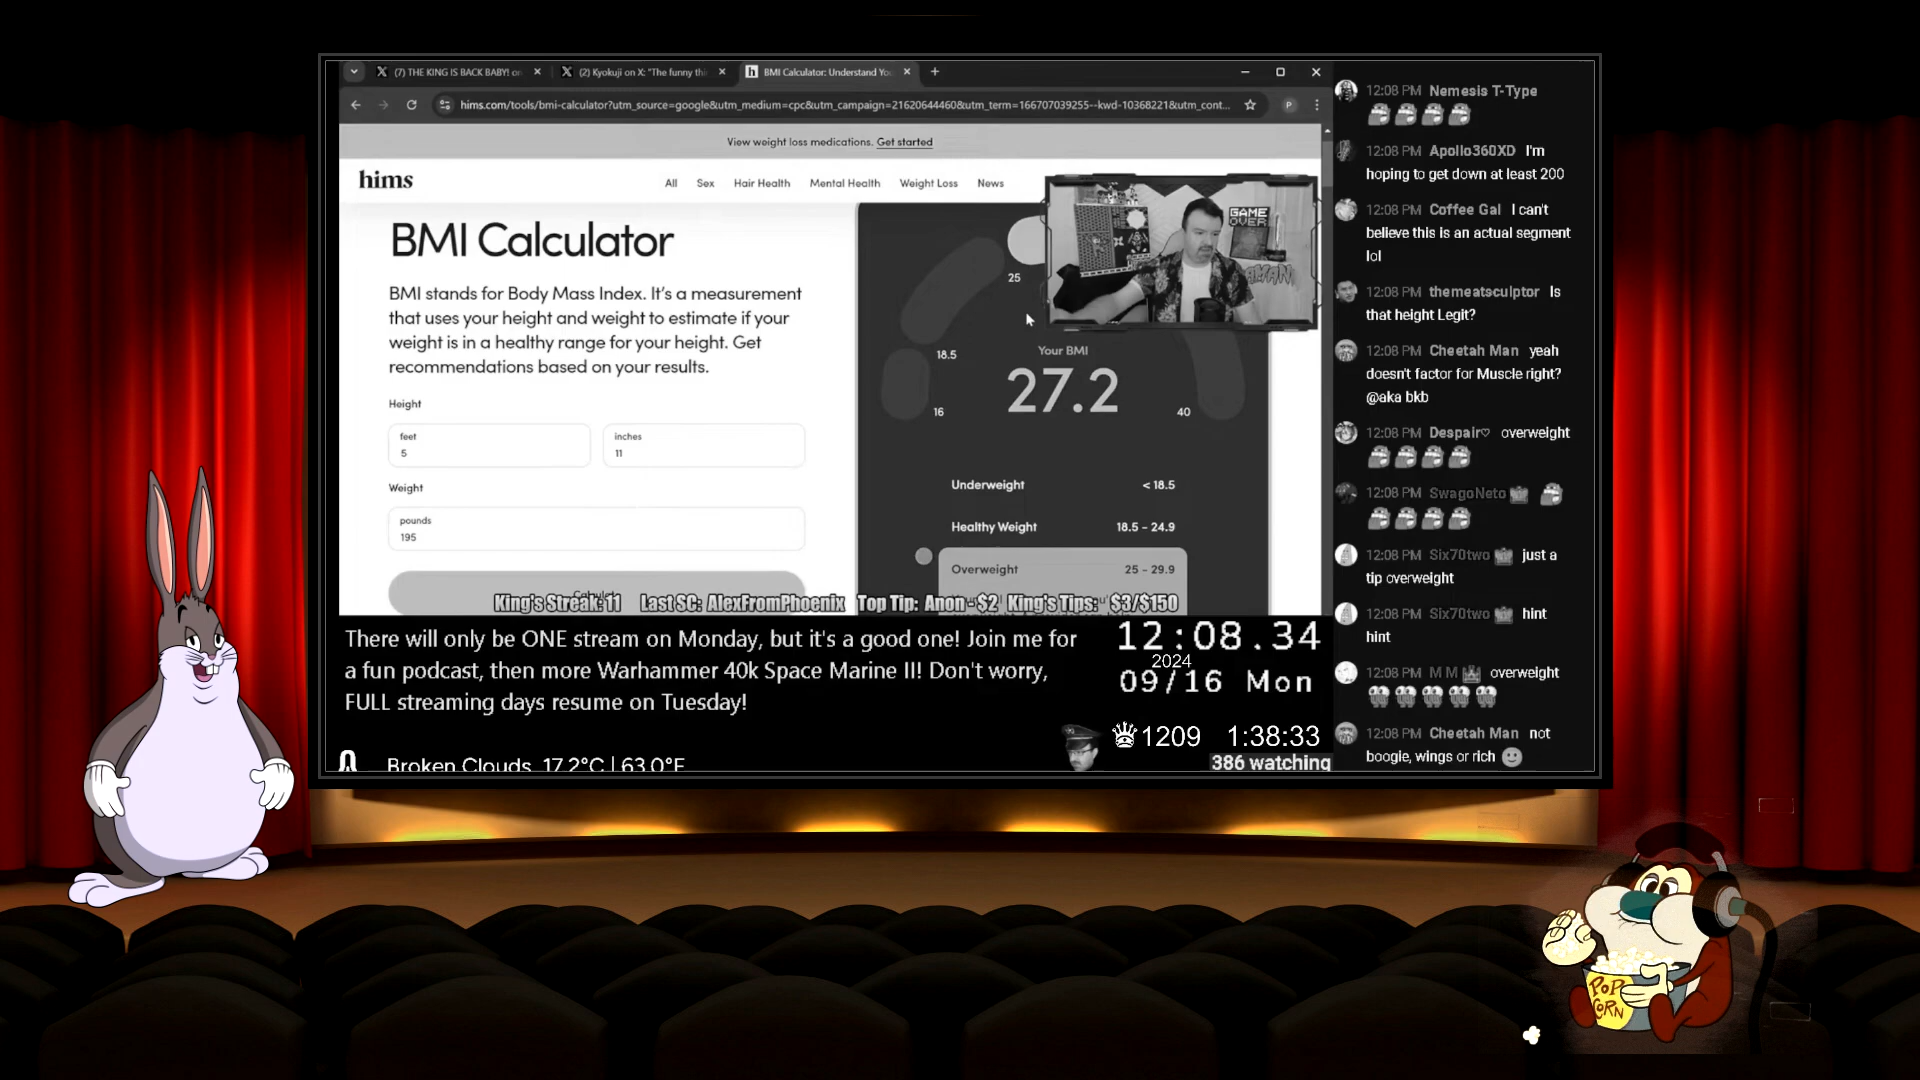 (7) THE KING IS BACK BABY! on
(2) Kyokuji on X: "The funny thi
BMI Calculator: Understand You
hims.com/tools/bmi-calculator?utm_source=google&utm_medium=cpc&utm_campaign=21620644460&utm_term=166707039255--kwd-10368221&utm_cont...
P
View weight loss medications. Get started
hims
All Sex Hair Health Mental Health Weight Loss News
BMI Calculator
BMI stands for Body Mass Index. It's a measurement
that uses your height and weight to estimate if your
weight is in a healthy range for your height. Get
recommendations based on your results.
Height
feet
5
inches
11
Weight
pounds
195
25
18.5
16
40
Your BMI
27.2
Underweight < 18.5
Healthy Weight 18.5 - 24.9
Overweight 25 - 29.9
GAME
OVER
King's Streak: 11 Last SC: AlexFromPhoenix Top Tip: Anon - $2 King's Tips: $3/$150
There will only be ONE stream on Monday, but it's a good one! Join me for
a fun podcast, then more Warhammer 40k Space Marine II! Don't worry,
FULL streaming days resume on Tuesday!
12:08.34
2024
09/16 Mon
1209 1:38:33
386 watching
Broken Clouds 17.2°C | 63.0°F
12:08 PM Nemesis T-Type
12:08 PM Apollo360XD I'm
hoping to get down at least 200
12:08 PM Coffee Gal I can't
believe this is an actual segment
lol
12:08 PM themeatsculptor Is
that height Legit?
12:08 PM Cheetah Man yeah
doesn't factor for Muscle right?
@aka bkb
12:08 PM Despair♡ overweight
12:08 PM SwagoNeto
12:08 PM Six70two just a
tip overweight
12:08 PM Six70two hint
hint
12:08 PM M M overweight
12:08 PM Cheetah Man not
boogie, wings or rich
POP
CORN